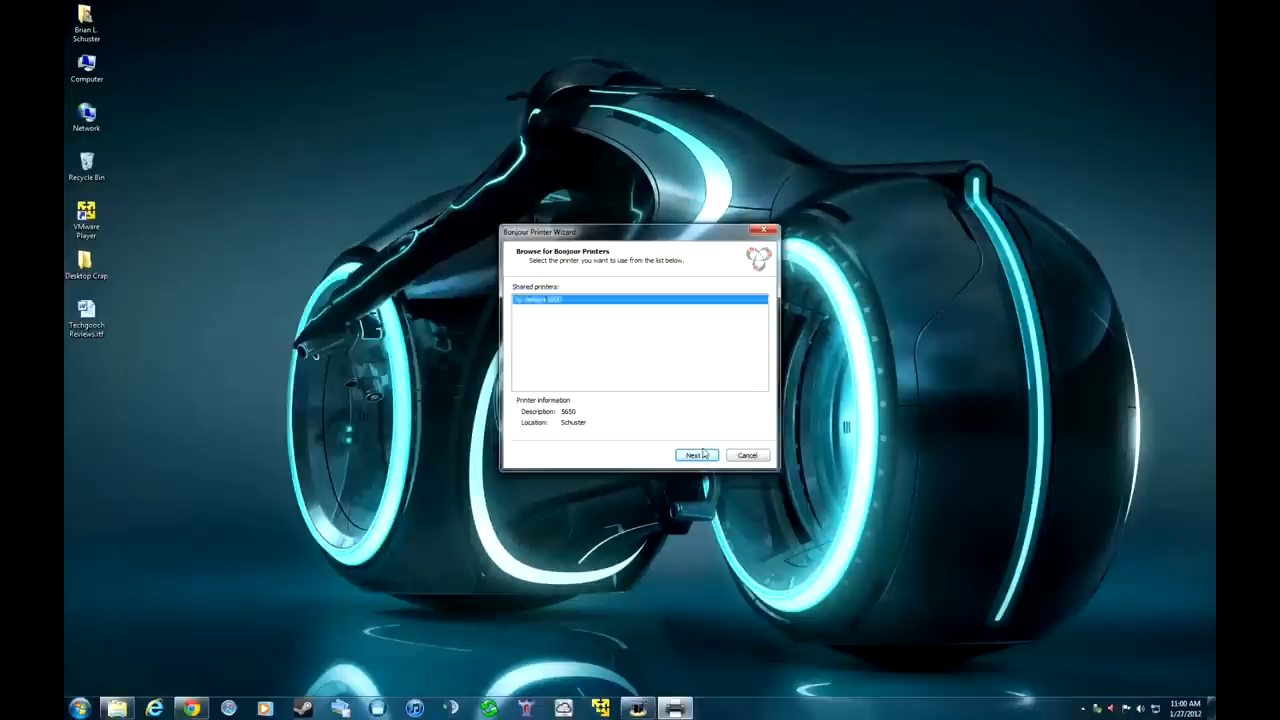 Brian L.
Schuster
Computer
Network
Recycle Bin
VMware
Player
Desktop Crap
Techgooch
Reviews.rtf
Bonjour Printer Wizard
Browse for Bonjour Printers
Select the printer you want to use from the list below.
Shared printers:
Printer information
Description: 5650
Location: Schuster
Next
Cancel
11:00 AM
1/27/2012